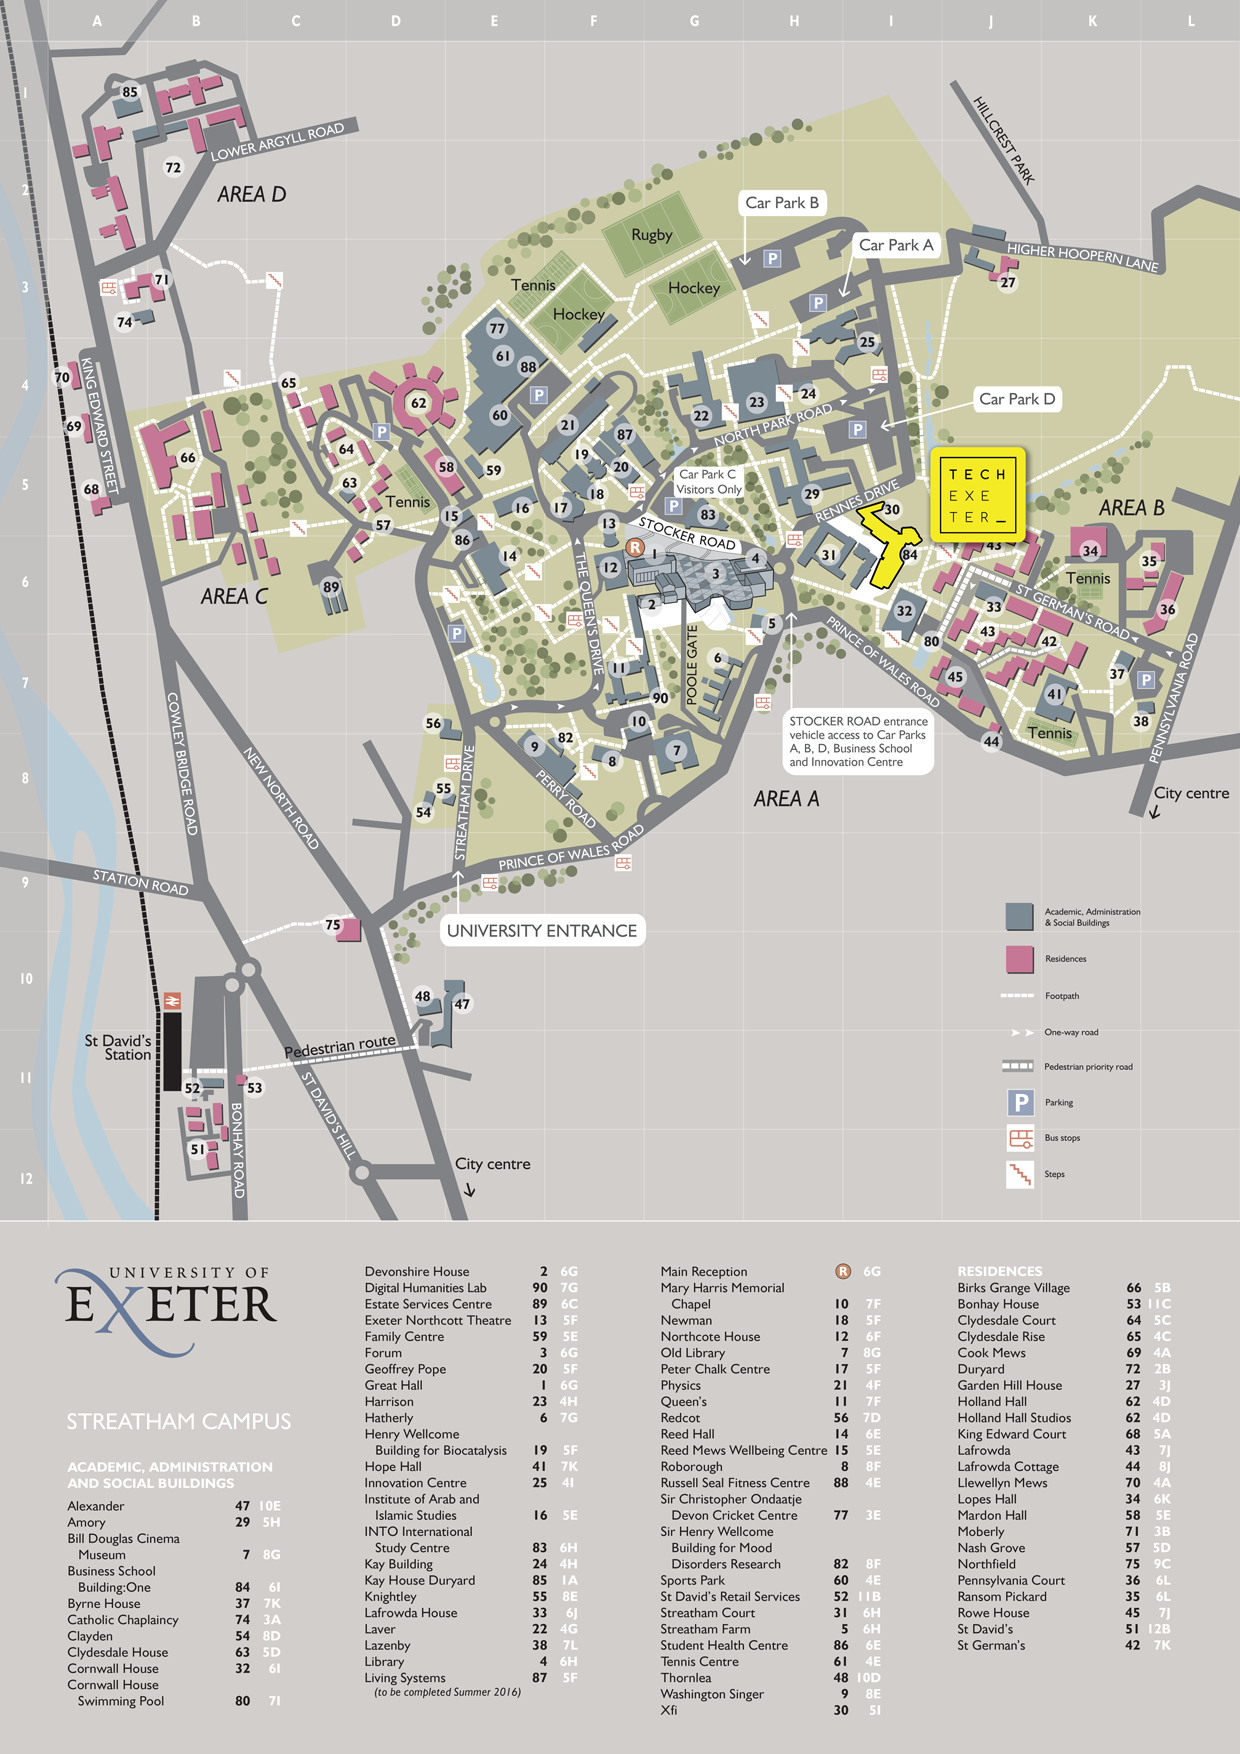 A B C D E F G H I J K L
1
2
3
4
5
6
7
8
9
10
11
12
85
72
LOWER ARGYLL ROAD
AREA D
HILLCREST PARK
Car Park B
Car Park A
Rugby
P
HIGHER HOOPERN LANE
27
71
74
Tennis
Hockey
Hockey
P
77
61
88
25
70
KING EDWARD STREET
65
62
60
P
22
23
24
NORTH PARK ROAD
Car Park D
P
69
66
64
P
21
87
58
59
19
20
18
Car Park C
Visitors Only
P
29
RENNES DRIVE
30
TECH
EXE
TER_
AREA B
68
63
Tennis
57
15
86
16
17
13
83
STOCKER ROAD
R
1
4
31
84
43
34
35
Tennis
14
12
3
2
THE QUEEN'S DRIVE
AREA C
89
P
32
33
ST GERMAN'S ROAD
36
5
80
43
42
PRINCE OF WALES ROAD
6
POOLE GATE
11
90
45
41
37
P
38
PENNSYLVANIA ROAD
COWLEY BRIDGE ROAD
NEW NORTH ROAD
56
82
9
8
10
7
STOCKER ROAD entrance
vehicle access to Car Parks
A, B, D, Business School
and Innovation Centre
44
Tennis
55
54
STREATHAM DRIVE
PERRY ROAD
AREA A
City centre
PRINCE OF WALES ROAD
STATION ROAD
UNIVERSITY ENTRANCE
75
48
47
St David's
Station
Pedestrian route
52
53
51
BONHAY ROAD
ST DAVID'S HILL
City centre
Academic, Administration
& Social Buildings
Residences
Footpath
One-way road
Pedestrian priority road
P Parking
Bus stops
Steps
UNIVERSITY OF
EXETER
STREATHAM CAMPUS
ACADEMIC, ADMINISTRATION
AND SOCIAL BUILDINGS
Alexander 47 10E
Amory 29 5H
Bill Douglas Cinema
Museum 7 8G
Business School
Building:One 84 6I
Byrne House 37 7K
Catholic Chaplaincy 74 3A
Clayden 54 8D
Clydesdale House 63 5D
Cornwall House 32 6I
Cornwall House
Swimming Pool 80 7I
Devonshire House 2 6G
Digital Humanities Lab 90 7G
Estate Services Centre 89 6C
Exeter Northcott Theatre 13 5F
Family Centre 59 5E
Forum 3 6G
Geoffrey Pope 20 5F
Great Hall 1 6G
Harrison 23 4H
Hatherly 6 7G
Henry Wellcome
Building for Biocatalysis 19 5F
Hope Hall 41 7K
Innovation Centre 25 4I
Institute of Arab and
Islamic Studies 16 5E
INTO International
Study Centre 83 6H
Kay Building 24 4H
Kay House Duryard 85 1A
Knightley 55 8E
Lafrowda House 33 6J
Laver 22 4G
Lazenby 38 7L
Library 4 6H
Living Systems 87 5F
(to be completed Summer 2016)
Main Reception R 6G
Mary Harris Memorial
Chapel 10 7F
Newman 18 5F
Northcote House 12 6F
Old Library 7 8G
Peter Chalk Centre 17 5F
Physics 21 4F
Queen's 11 7F
Redcot 56 7D
Reed Hall 14 6E
Reed Mews Wellbeing Centre 15 5E
Roborough 8 8F
Russell Seal Fitness Centre 88 4E
Sir Christopher Ondaatje
Devon Cricket Centre 77 3E
Sir Henry Wellcome
Building for Mood
Disorders Research 82 8F
Sports Park 60 4E
St David's Retail Services 52 11B
Streatham Court 31 6H
Streatham Farm 5 6H
Student Health Centre 86 6E
Tennis Centre 61 4E
Thornlea 48 10D
Washington Singer 9 8E
Xfi 30 5I
RESIDENCES
Birks Grange Village 66 5B
Bonhay House 53 11C
Clydesdale Court 64 5C
Clydesdale Rise 65 4C
Cook Mews 69 4A
Duryard 72 2B
Garden Hill House 27 3J
Holland Hall 62 4D
Holland Hall Studios 62 4D
King Edward Court 68 5A
Lafrowda 43 7J
Lafrowda Cottage 44 8J
Llewellyn Mews 70 4A
Lopes Hall 34 6K
Mardon Hall 58 5E
Moberly 71 3B
Nash Grove 57 5D
Northfield 75 9C
Pennsylvania Court 36 6L
Ransom Pickard 35 6L
Rowe House 45 7J
St David's 51 12B
St German's 42 7K